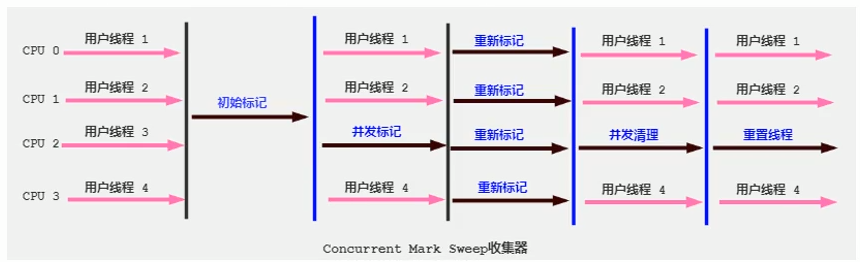 CPU 0 用户线程 1 用户线程 1 重新标记 用户线程 1 用户线程 1
CPU 1 用户线程 2 初始标记 用户线程 2 重新标记 用户线程 2 用户线程 2
CPU 2 用户线程 3 并发标记 重新标记 并发清理 重置线程
CPU 3 用户线程 4 用户线程 4 重新标记 用户线程 4 用户线程 4
Concurrent Mark Sweep收集器